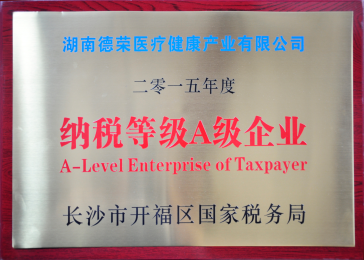 湖南德荣医疗健康产业有限公司
二零一五年度
纳税等级A级企业
A-Level Enterprise of Taxpayer
长沙市开福区国家税务局